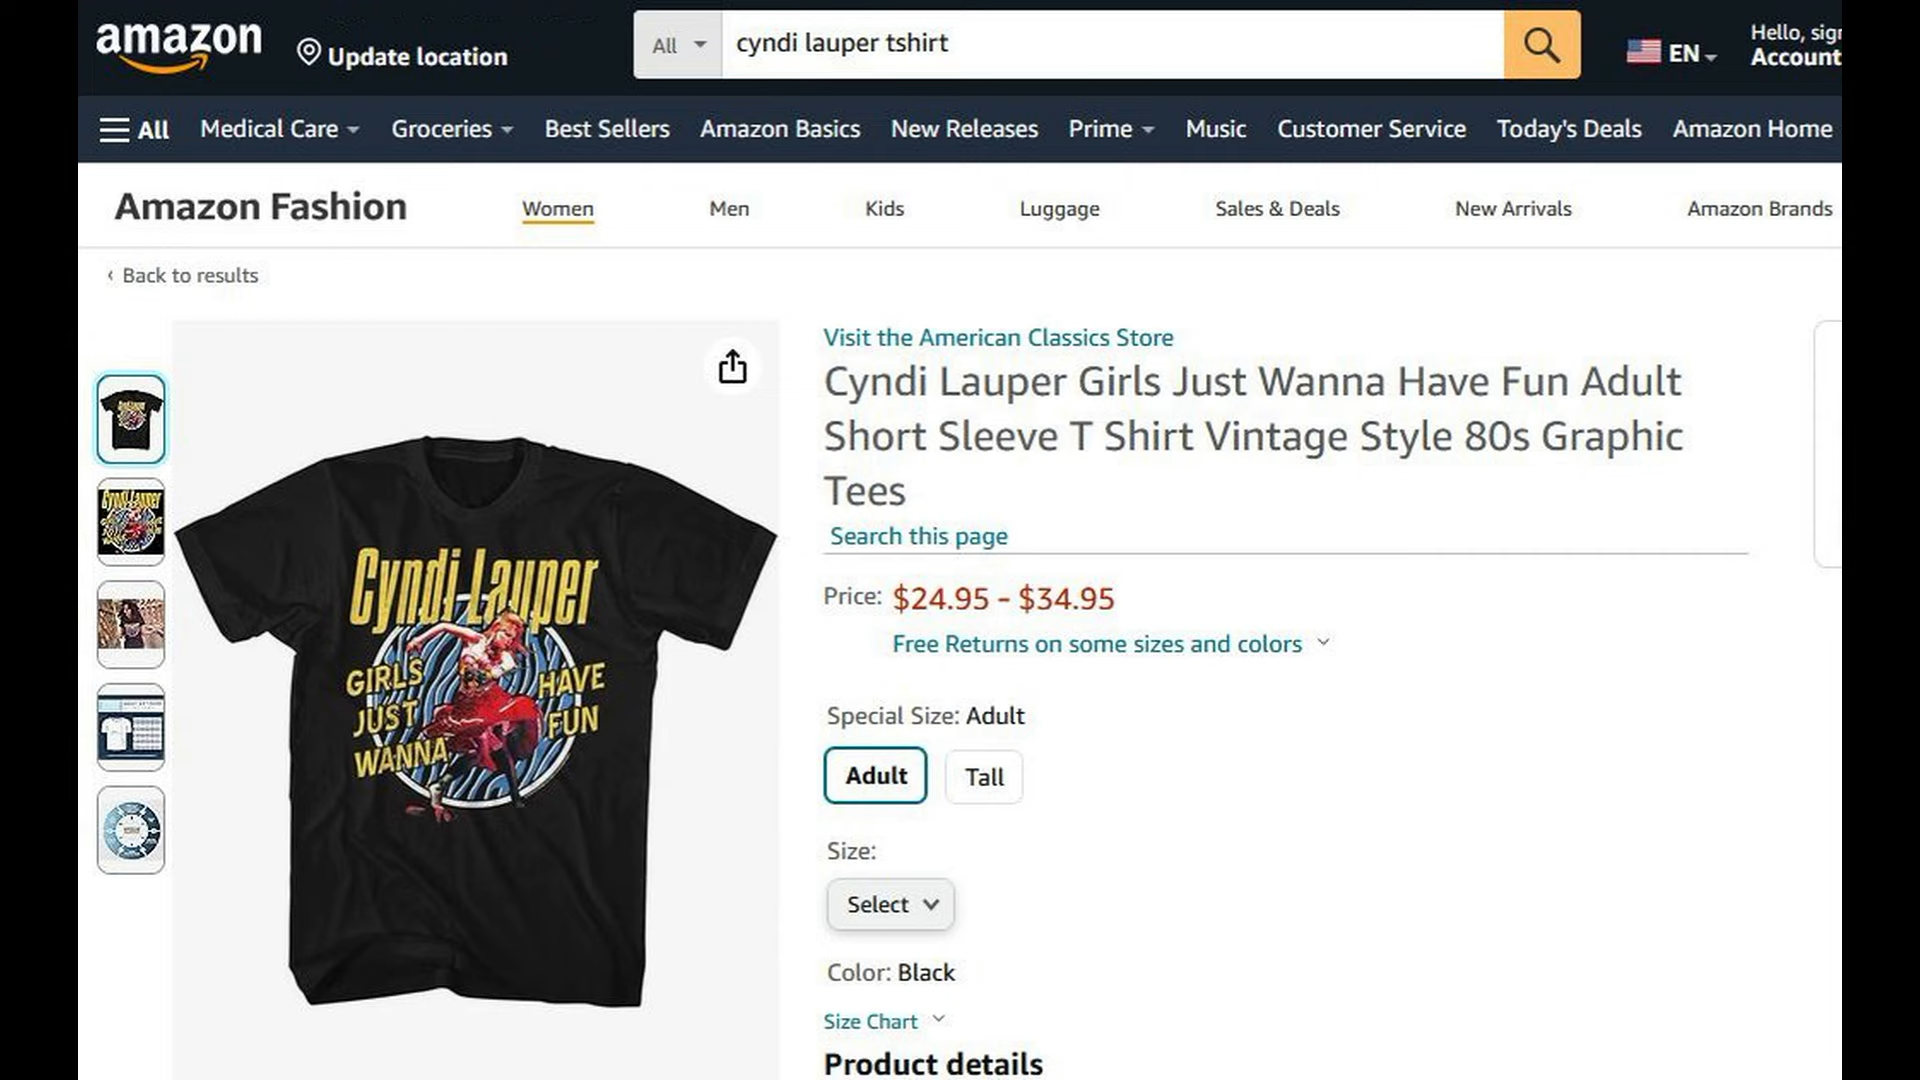 amazon
Update location
All
cyndi lauper tshirt
EN
Hello, sign
Account
All
Medical Care
Groceries
Best Sellers
Amazon Basics
New Releases
Prime
Music
Customer Service
Today's Deals
Amazon Home
Amazon Fashion
Women
Men
Kids
Luggage
Sales & Deals
New Arrivals
Amazon Brands
‹ Back to results
Visit the American Classics Store
Cyndi Lauper Girls Just Wanna Have Fun Adult
Short Sleeve T Shirt Vintage Style 80s Graphic
Tees
Search this page
Price: $24.95 - $34.95
Free Returns on some sizes and colors
Special Size: Adult
Adult
Tall
Size:
Select
Color: Black
Size Chart
Product details
Cyndi Lauper
GIRLS
JUST
WANNA
HAVE
FUN